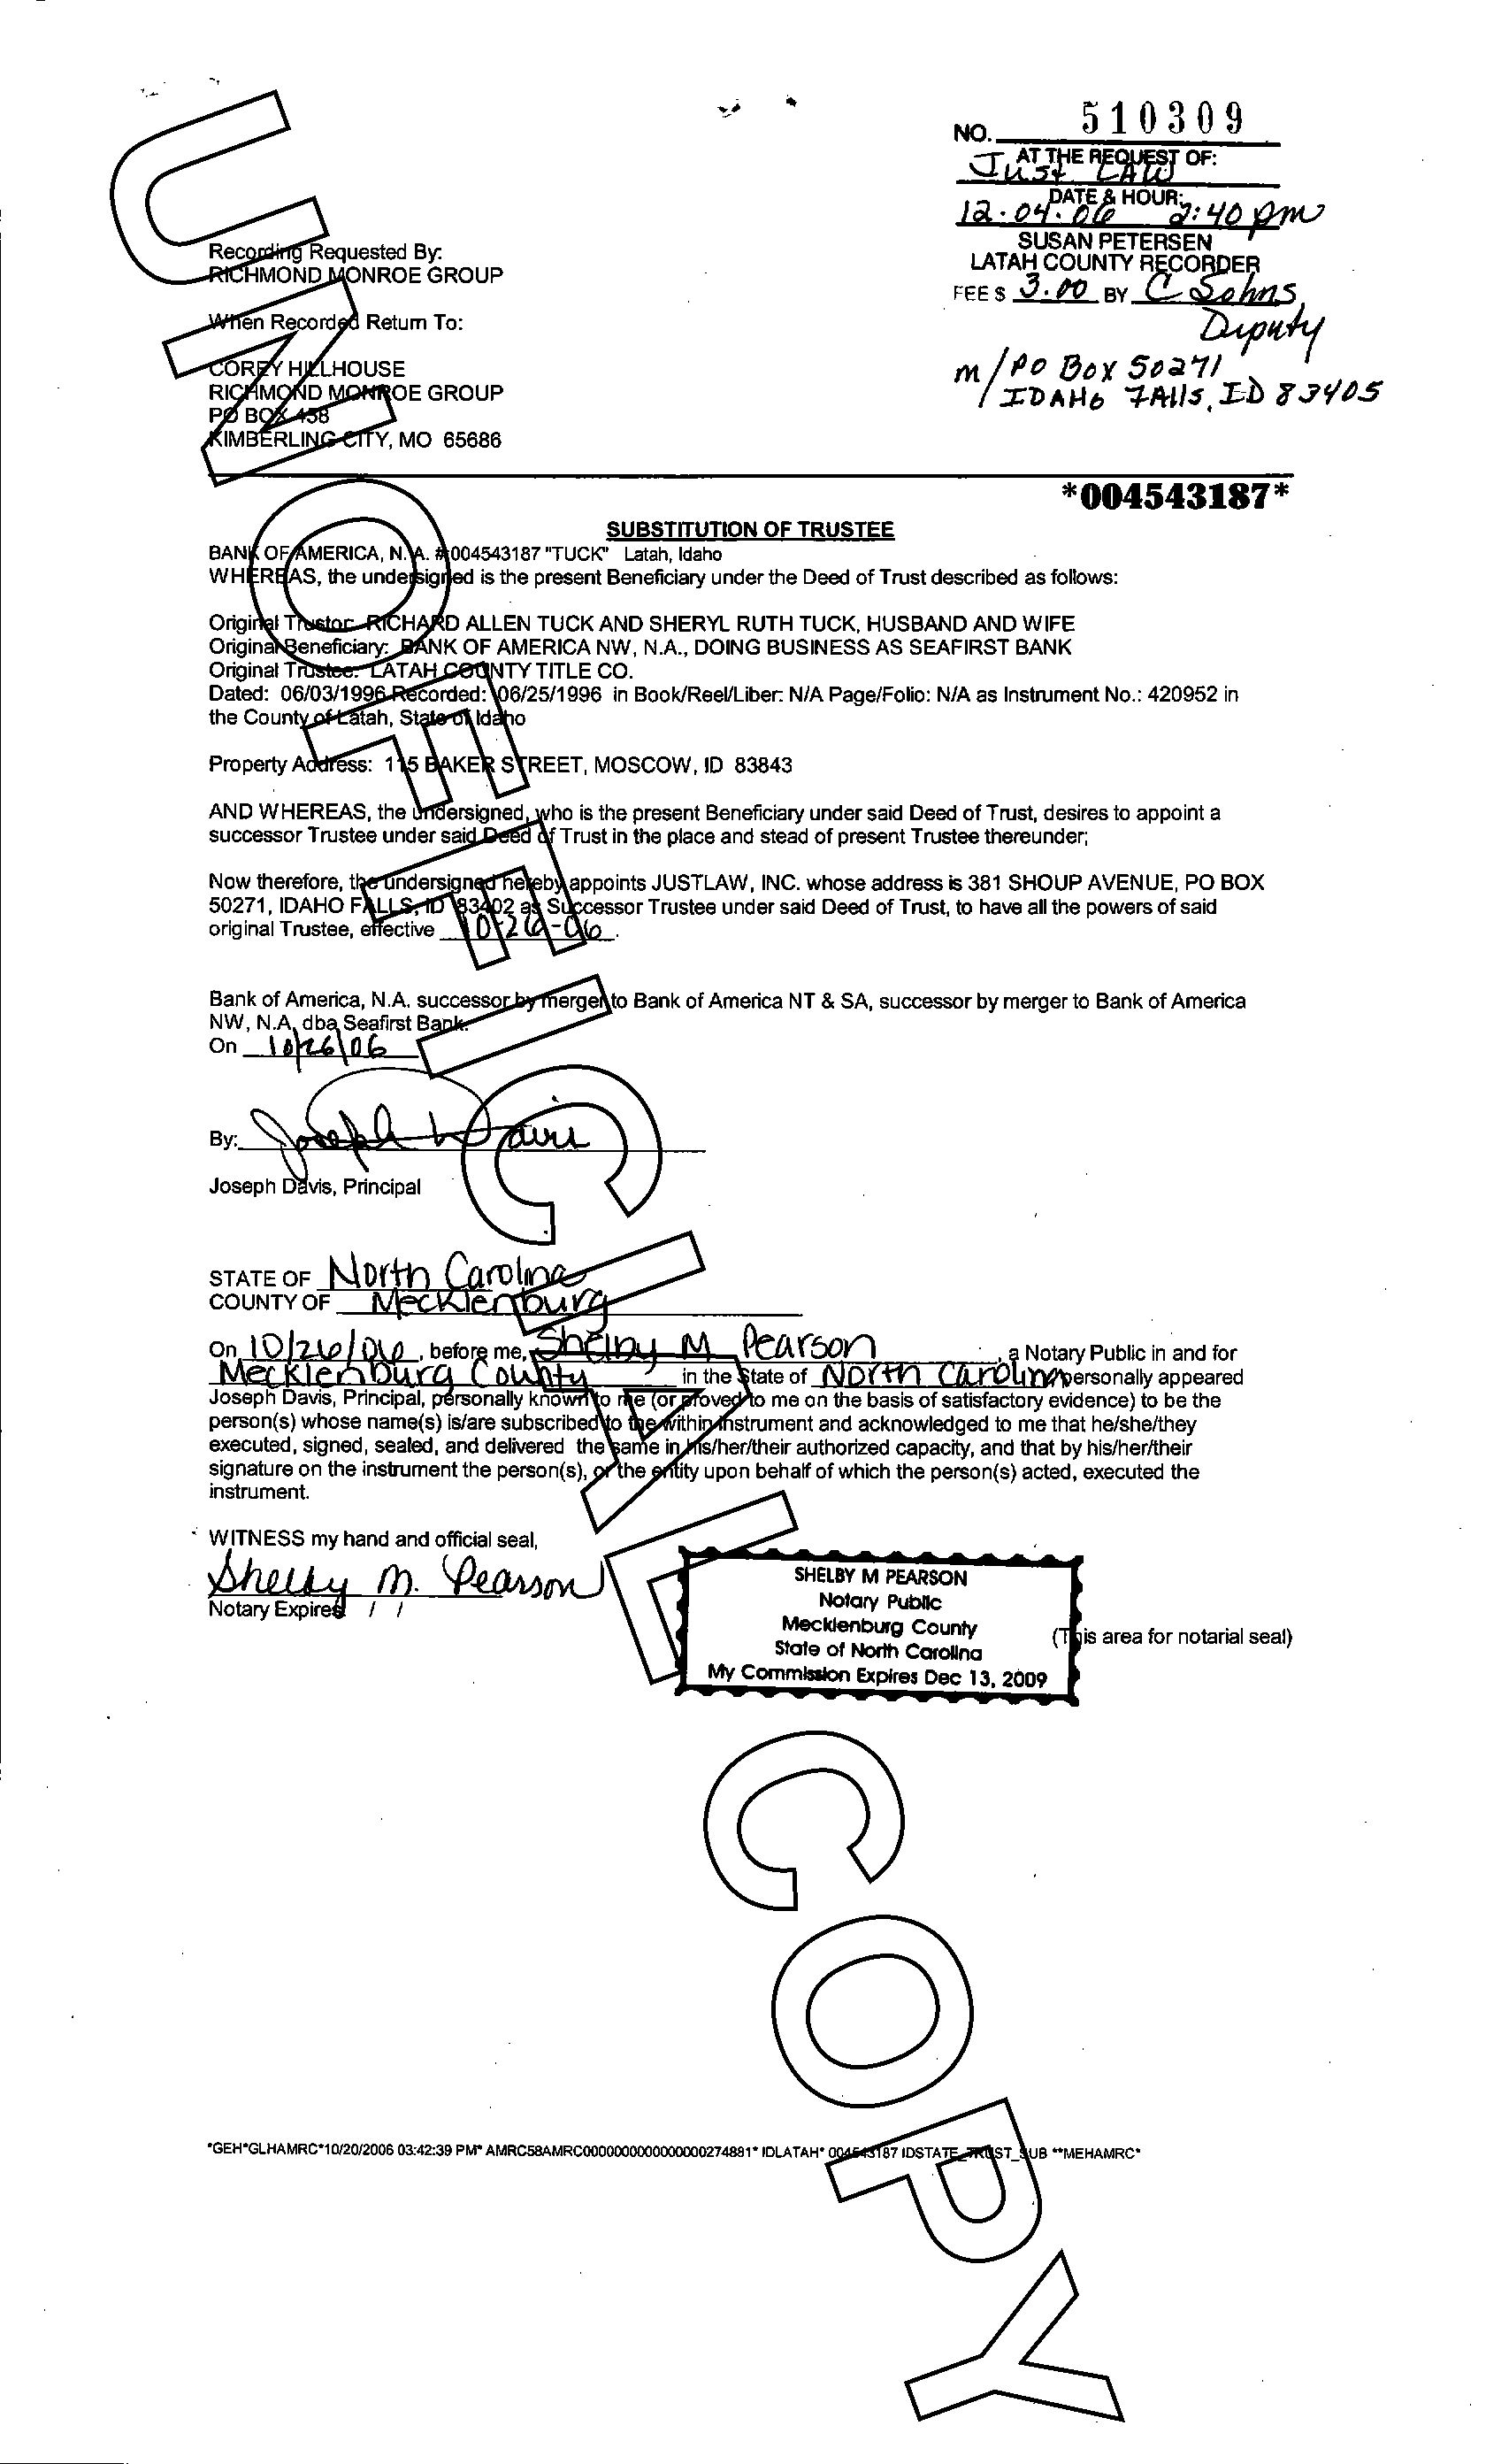 NO. 510309
AT THE REQUEST OF:
Just LAW
DATE & HOUR:
12.04.06 2:40 pm
SUSAN PETERSEN
LATAH COUNTY RECORDER
FEE $ 3.00 BY C Sohns
Deputy
m/PO Box 50271
IDAHO FAlls, ID 83405
Recording Requested By:
RICHMOND MONROE GROUP
When Recorded Return To:
COREY HILLHOUSE
RICHMOND MONROE GROUP
PO BOX 458
KIMBERLING CITY, MO 65686
*004543187*
SUBSTITUTION OF TRUSTEE
BANK OF AMERICA, N.A. #:004543187 "TUCK" Latah, Idaho
WHEREAS, the undersigned is the present Beneficiary under the Deed of Trust described as follows:
Original Trustor: RICHARD ALLEN TUCK AND SHERYL RUTH TUCK, HUSBAND AND WIFE
Original Beneficiary: BANK OF AMERICA NW, N.A., DOING BUSINESS AS SEAFIRST BANK
Original Trustee: LATAH COUNTY TITLE CO.
Dated: 06/03/1996 Recorded: 06/25/1996 in Book/Reel/Liber: N/A Page/Folio: N/A as Instrument No.: 420952 in
the County of Latah, State of Idaho
Property Address: 115 BAKER STREET, MOSCOW, ID 83843
AND WHEREAS, the undersigned, who is the present Beneficiary under said Deed of Trust, desires to appoint a
successor Trustee under said Deed of Trust in the place and stead of present Trustee thereunder;
Now therefore, the undersigned hereby appoints JUSTLAW, INC. whose address is 381 SHOUP AVENUE, PO BOX
50271, IDAHO FALLS, ID 83402 as Successor Trustee under said Deed of Trust, to have all the powers of said
original Trustee, effective 10-26-06.
Bank of America, N.A. successor by merger to Bank of America NT & SA, successor by merger to Bank of America
NW, N.A. dba Seafirst Bank.
On 10/26/06
By: Joseph W Davis
Joseph Davis, Principal
STATE OF North Carolina
COUNTY OF Mecklenburg
On 10/26/06, before me, Shelby M Pearson, a Notary Public in and for
Mecklenburg County in the State of North Carolina personally appeared
Joseph Davis, Principal, personally known to me (or proved to me on the basis of satisfactory evidence) to be the
person(s) whose name(s) is/are subscribed to the within instrument and acknowledged to me that he/she/they
executed, signed, sealed, and delivered the same in his/her/their authorized capacity, and that by his/her/their
signature on the instrument the person(s), or the entity upon behalf of which the person(s) acted, executed the
instrument.
WITNESS my hand and official seal,
Shelby M. Pearson
Notary Expires: / /
SHELBY M PEARSON
Notary Public
Mecklenburg County
State of North Carolina
My Commission Expires Dec 13, 2009
(This area for notarial seal)
*GEH*GLHAMRC*10/20/2006 03:42:39 PM* AMRC58AMRC0000000000000000274881* IDLATAH* 004543187 IDSTATE_TRUST_SUB **MEHAMRC*
UNOFFICIAL COPY